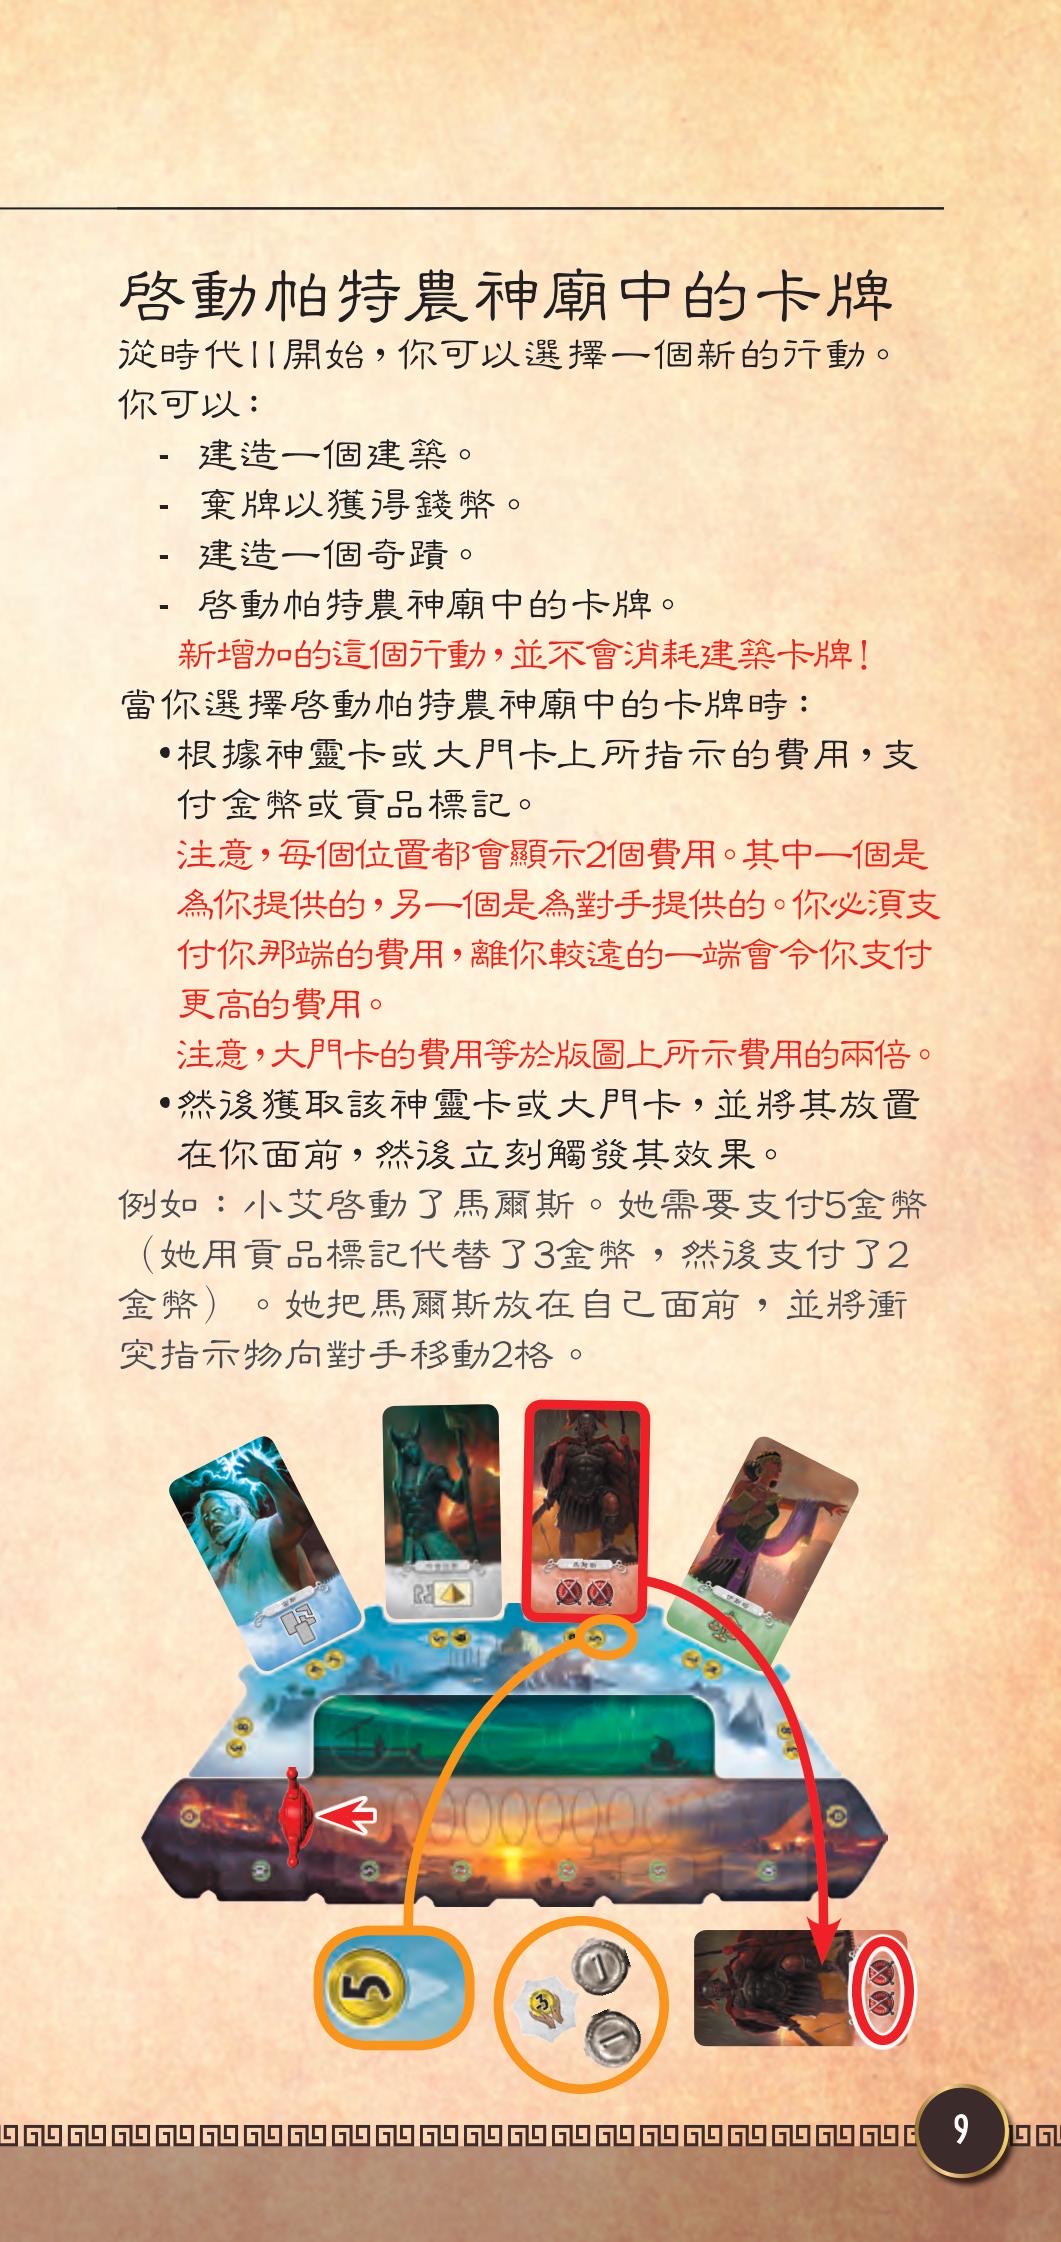 啓動帕特農神廟中的卡牌
從時代II開始，你可以選擇一個新的行動。
你可以：
- 建造一個建築。
- 棄牌以獲得錢幣。
- 建造一個奇蹟。
- 啓動帕特農神廟中的卡牌。
新增加的這個行動，並不會消耗建築卡牌！
當你選擇啓動帕特農神廟中的卡牌時：
•根據神靈卡或大門卡上所指示的費用，支
付金幣或貢品標記。
注意，每個位置都會顯示2個費用。其中一個是
為你提供的，另一個是為對手提供的。你必須支
付你那端的費用，離你較遠的一端會令你支付
更高的費用。
注意，大門卡的費用等於版圖上所示費用的兩倍。
•然後獲取該神靈卡或大門卡，並將其放置
在你面前，然後立刻觸發其效果。
例如：小艾啓動了馬爾斯。她需要支付5金幣
（她用貢品標記代替了3金幣，然後支付了2
金幣）。她把馬爾斯放在自己面前，並將衝
突指示物向對手移動2格。
馬爾斯
5
3
1
1
9